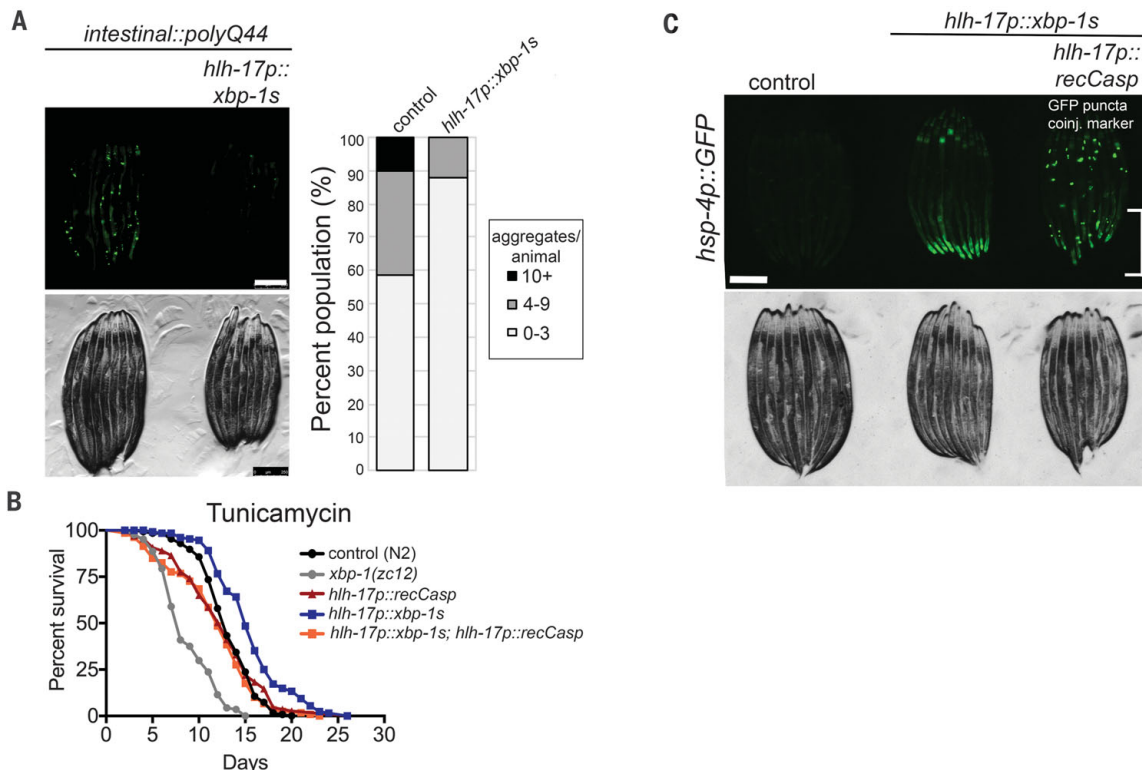 A
intestinal::polyQ44
hlh-17p::
xbp-1s
control
hlh-17p::xbp-1s
Percent population (%)
100
90
80
70
60
50
40
30
20
10
0
aggregates/
animal
10+
4-9
0-3
B
Tunicamycin
Percent survival
100
75
50
25
0
0
5
10
15
20
25
30
Days
control (N2)
xbp-1(zc12)
hlh-17p::recCasp
hlh-17p::xbp-1s
hlh-17p::xbp-1s; hlh-17p::recCasp
C
hlh-17p::xbp-1s
hlh-17p::
control
recCasp
GFP puncta
coinj. marker
hsp-4p::GFP